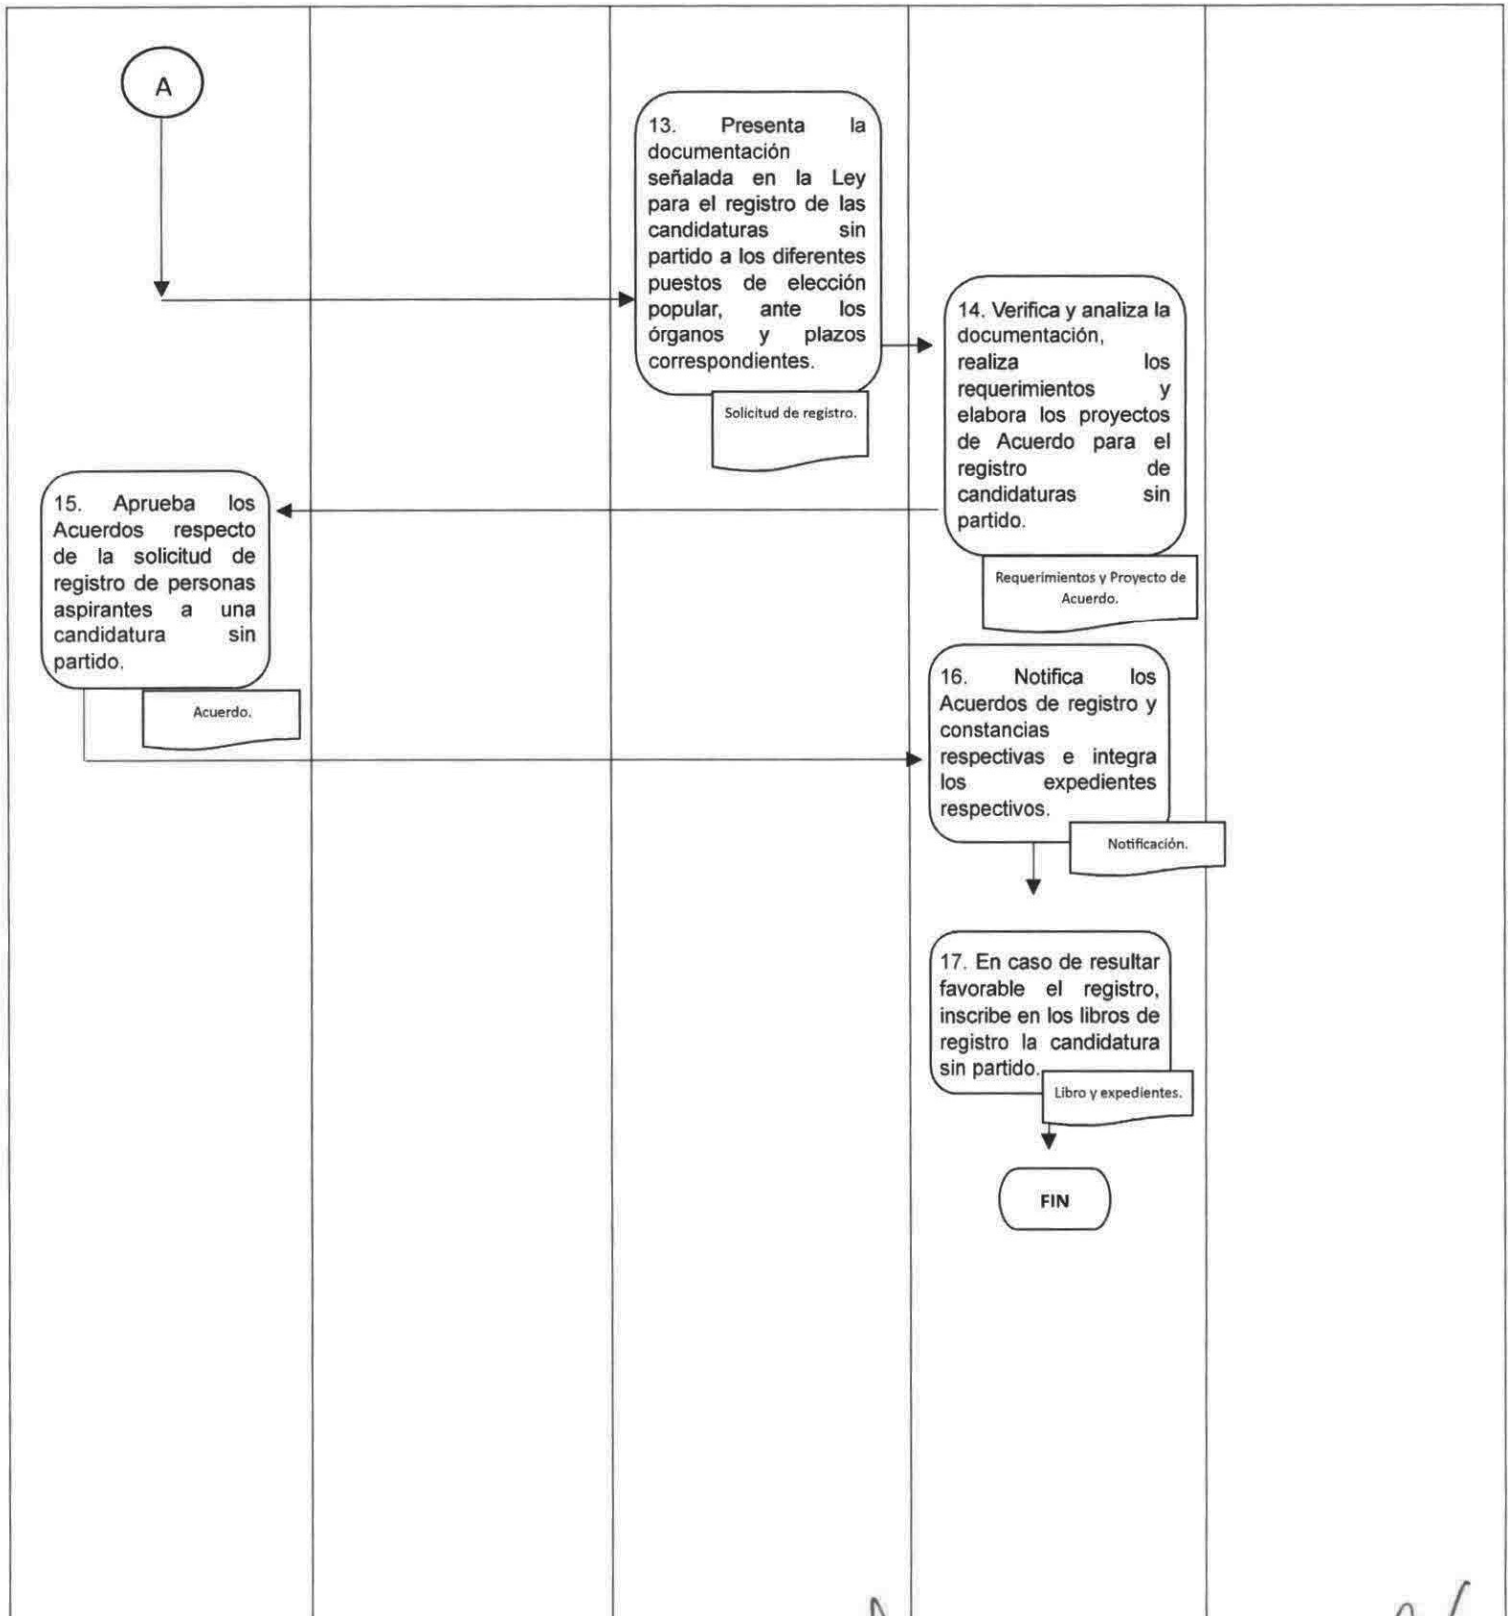 A
13. Presenta la
documentación
señalada en la Ley
para el registro de las
candidaturas sin
partido a los diferentes
puestos de elección
popular, ante los
órganos y plazos
correspondientes.
Solicitud de registro.
14. Verifica y analiza la
documentación,
realiza los
requerimientos y
elabora los proyectos
de Acuerdo para el
registro de
candidaturas sin
partido.
Requerimientos y Proyecto de
Acuerdo.
15. Aprueba los
Acuerdos respecto
de la solicitud de
registro de personas
aspirantes a una
candidatura sin
partido.
Acuerdo.
16. Notifica los
Acuerdos de registro y
constancias
respectivas e integra
los expedientes
respectivos.
Notificación.
17. En caso de resultar
favorable el registro,
inscribe en los libros de
registro la candidatura
sin partido.
Libro y expedientes.
FIN